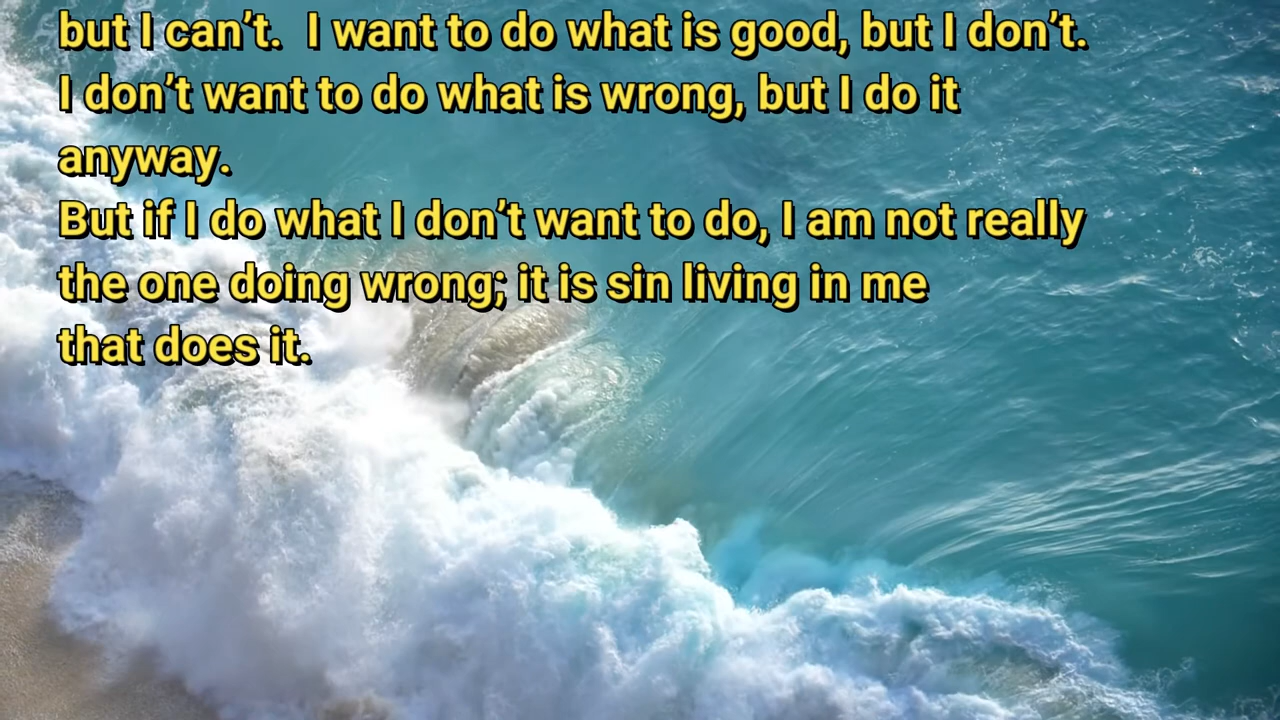 but I can’t.  I want to do what is good, but I don’t.
I don’t want to do what is wrong, but I do it
anyway.
But if I do what I don’t want to do, I am not really
the one doing wrong; it is sin living in me
that does it.